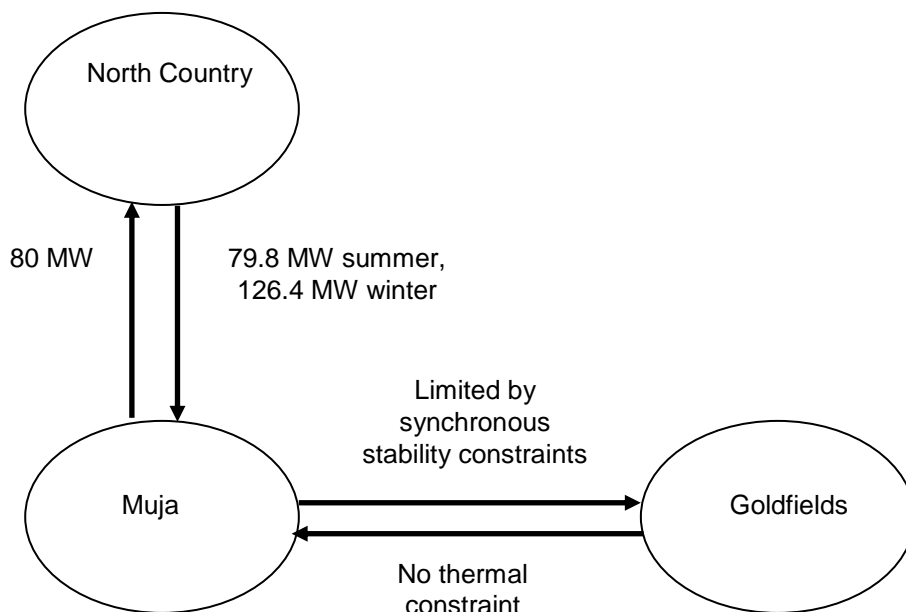 North Country
80 MW
79.8 MW summer,
126.4 MW winter
Limited by
synchronous
stability constraints
Muja
Goldfields
No thermal
constraint